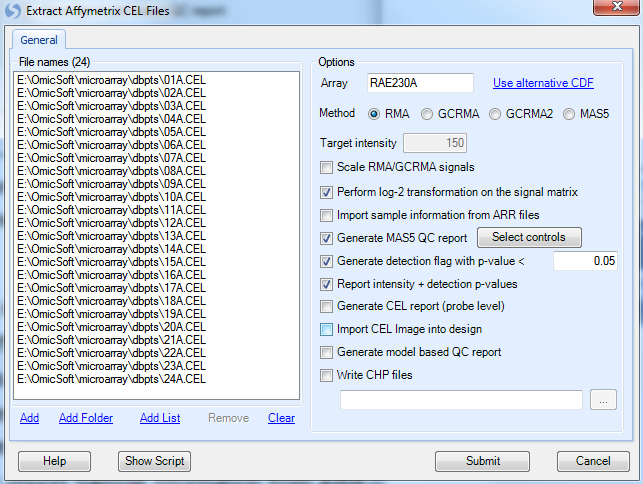 Extract Affymetrix CEL Files
General
File names (24)
E:\OmicSoft\microarray\dbpts\01A.CEL
E:\OmicSoft\microarray\dbpts\02A.CEL
E:\OmicSoft\microarray\dbpts\03A.CEL
E:\OmicSoft\microarray\dbpts\04A.CEL
E:\OmicSoft\microarray\dbpts\05A.CEL
E:\OmicSoft\microarray\dbpts\06A.CEL
E:\OmicSoft\microarray\dbpts\07A.CEL
E:\OmicSoft\microarray\dbpts\08A.CEL
E:\OmicSoft\microarray\dbpts\09A.CEL
E:\OmicSoft\microarray\dbpts\10A.CEL
E:\OmicSoft\microarray\dbpts\11A.CEL
E:\OmicSoft\microarray\dbpts\12A.CEL
E:\OmicSoft\microarray\dbpts\13A.CEL
E:\OmicSoft\microarray\dbpts\14A.CEL
E:\OmicSoft\microarray\dbpts\15A.CEL
E:\OmicSoft\microarray\dbpts\16A.CEL
E:\OmicSoft\microarray\dbpts\17A.CEL
E:\OmicSoft\microarray\dbpts\18A.CEL
E:\OmicSoft\microarray\dbpts\19A.CEL
E:\OmicSoft\microarray\dbpts\20A.CEL
E:\OmicSoft\microarray\dbpts\21A.CEL
E:\OmicSoft\microarray\dbpts\22A.CEL
E:\OmicSoft\microarray\dbpts\23A.CEL
E:\OmicSoft\microarray\dbpts\24A.CEL
Add Add Folder Add List Remove Clear
Options
Array RAE230A Use alternative CDF
Method RMA GCRMA GCRMA2 MAS5
Target intensity 150
Scale RMA/GCRMA signals
Perform log-2 transformation on the signal matrix
Import sample information from ARR files
Generate MAS5 QC report Select controls
Generate detection flag with p-value < 0.05
Report intensity + detection p-values
Generate CEL report (probe level)
Import CEL Image into design
Generate model based QC report
Write CHP files
...
Help Show Script Submit Cancel